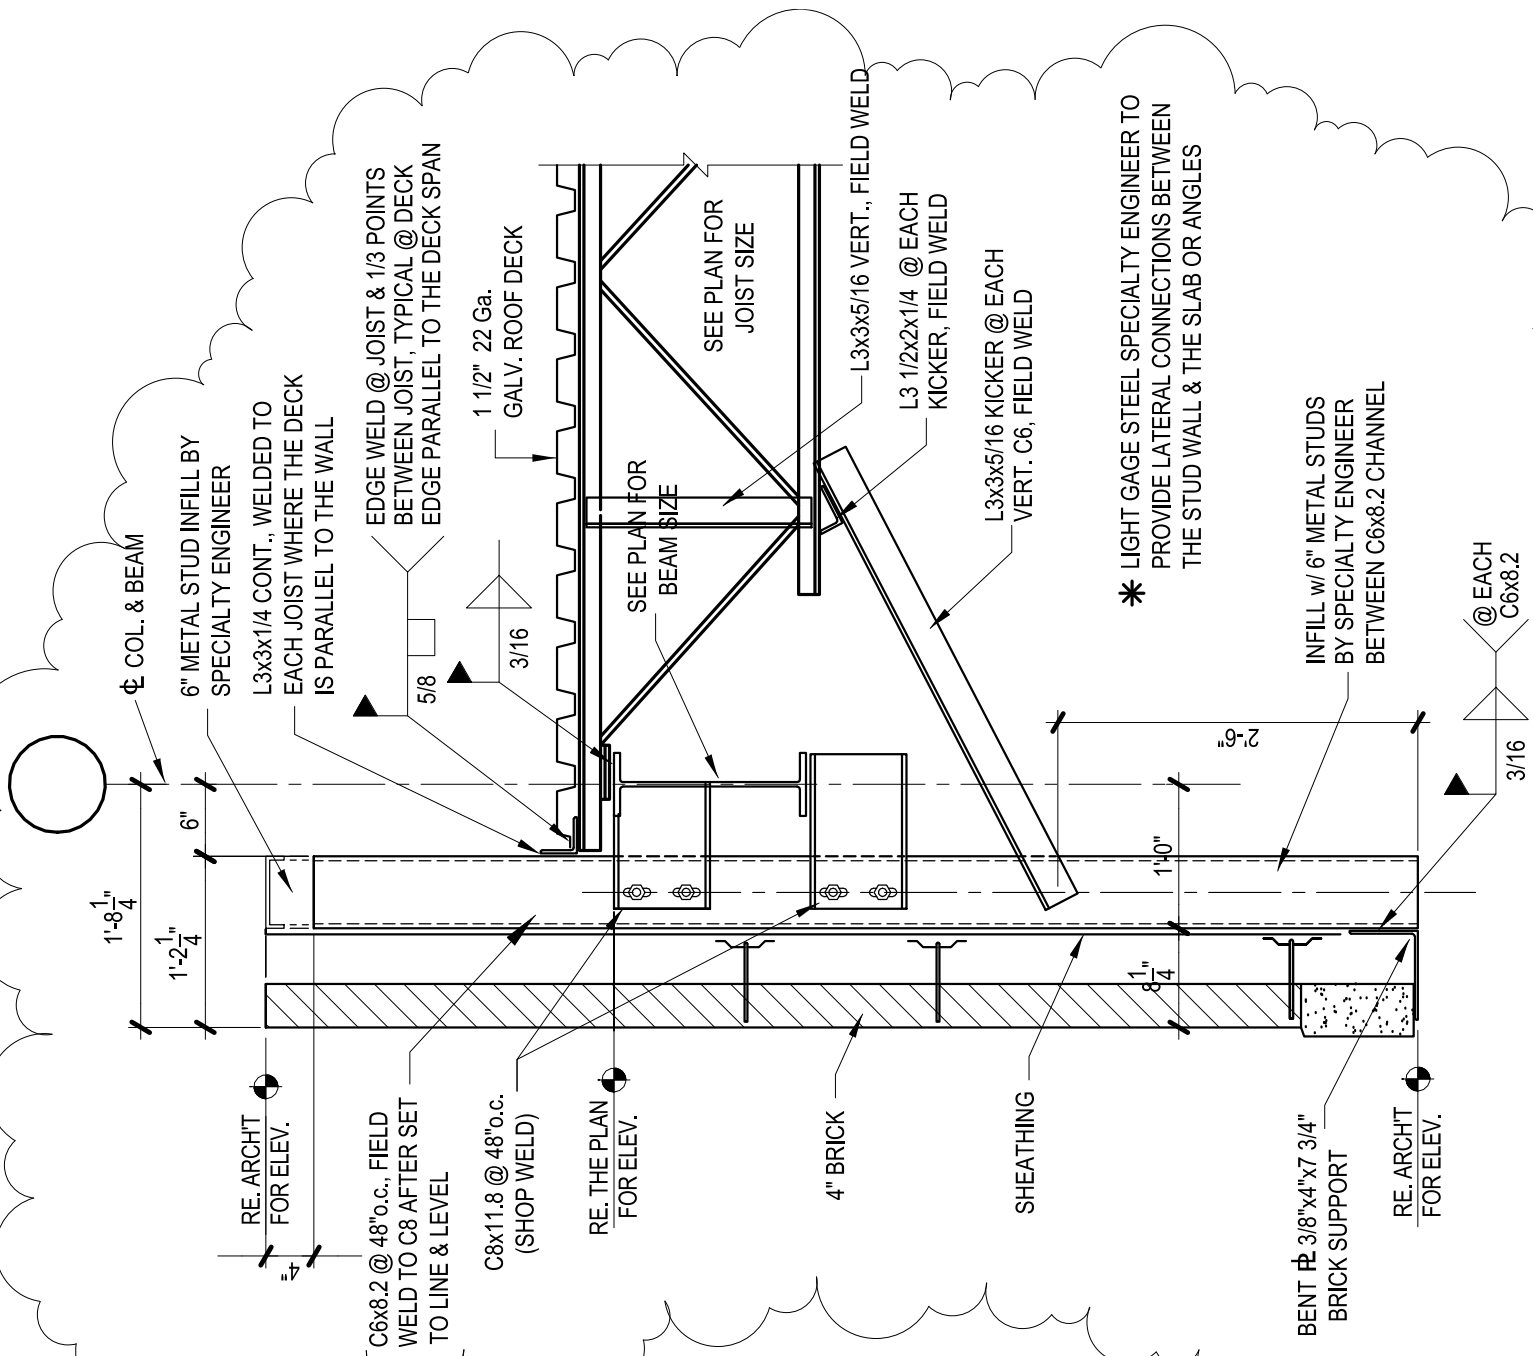 ℄ COL. & BEAM
6" METAL STUD INFILL BY
SPECIALTY ENGINEER
L3x3x1/4 CONT., WELDED TO
EACH JOIST WHERE THE DECK
IS PARALLEL TO THE WALL
EDGE WELD @ JOIST & 1/3 POINTS
BETWEEN JOIST, TYPICAL @ DECK
EDGE PARALLEL TO THE DECK SPAN
5/8
3/16
1 1/2" 22 Ga.
GALV. ROOF DECK
SEE PLAN FOR
BEAM SIZE
SEE PLAN FOR
JOIST SIZE
L3x3x5/16 VERT., FIELD WELD
L3 1/2x2x1/4 @ EACH
KICKER, FIELD WELD
L3x3x5/16 KICKER @ EACH
VERT. C6, FIELD WELD
✱ LIGHT GAGE STEEL SPECIALTY ENGINEER TO
PROVIDE LATERAL CONNECTIONS BETWEEN
THE STUD WALL & THE SLAB OR ANGLES
INFILL w/ 6" METAL STUDS
BY SPECIALTY ENGINEER
BETWEEN C6x8.2 CHANNEL
@ EACH
C6x8.2
3/16
2'-6"
1'-0"
8 1/4"
6"
1'-8 1/4"
1'-2 1/4"
4"
RE. ARCH'T
FOR ELEV.
C6x8.2 @ 48"o.c., FIELD
WELD TO C8 AFTER SET
TO LINE & LEVEL
C8x11.8 @ 48"o.c.
(SHOP WELD)
RE. THE PLAN
FOR ELEV.
4" BRICK
SHEATHING
BENT ℙL 3/8"x4"x7 3/4"
BRICK SUPPORT
RE. ARCH'T
FOR ELEV.